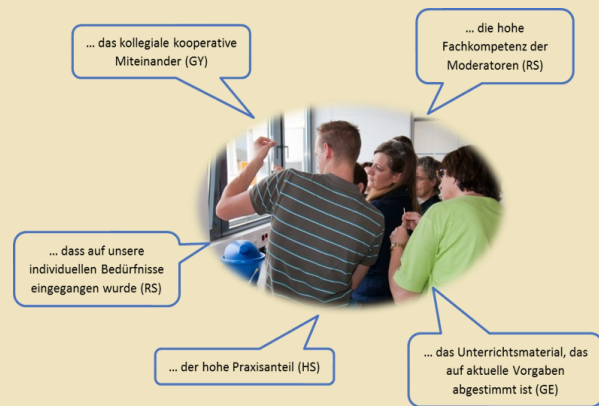 ... das kollegiale kooperative
Miteinander (GY)
... die hohe
Fachkompetenz der
Moderatoren (RS)
... dass auf unsere
individuellen Bedürfnisse
eingegangen wurde (RS)
... der hohe Praxisanteil (HS)
... das Unterrichtsmaterial, das
auf aktuelle Vorgaben
abgestimmt ist (GE)